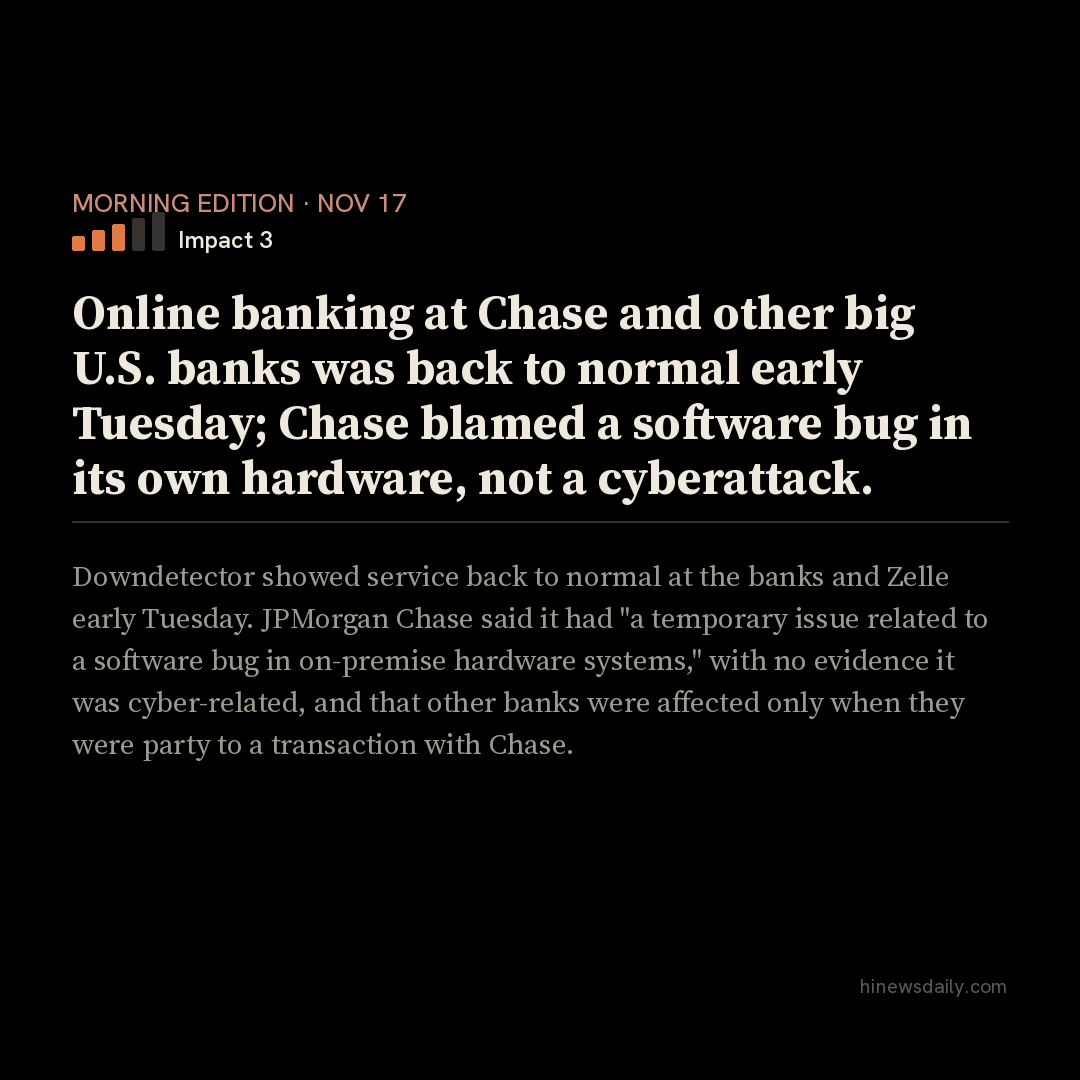 MORNING EDITION · NOV 17
Impact 3
Online banking at Chase and other big
U.S. banks was back to normal early
Tuesday; Chase blamed a software bug in
its own hardware, not a cyberattack.
Downdetector showed service back to normal at the banks and Zelle
early Tuesday. JPMorgan Chase said it had "a temporary issue related to
a software bug in on-premise hardware systems," with no evidence it
was cyber-related, and that other banks were affected only when they
were party to a transaction with Chase.
hinewsdaily.com